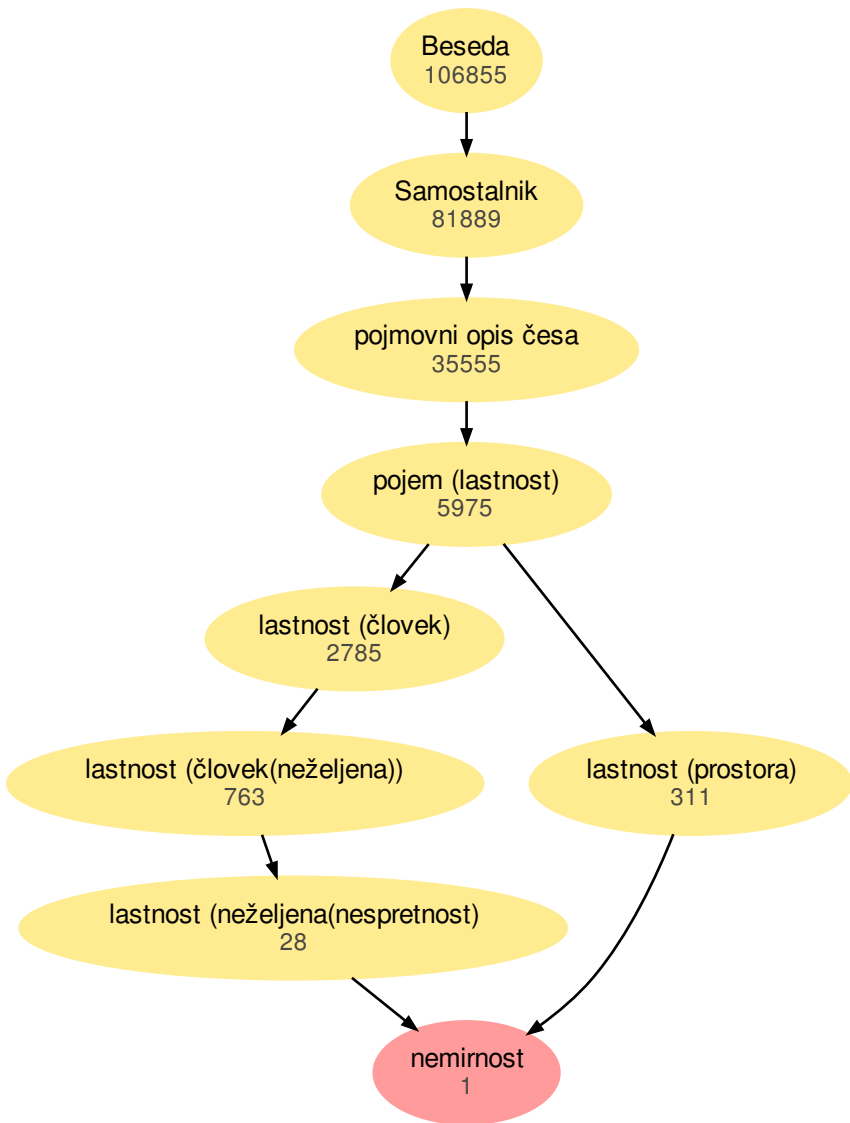 Beseda
106855
Samostalnik
81889
pojmovni opis česa
35555
pojem (lastnost)
5975
lastnost (človek)
2785
lastnost (človek(neželjena))
763
lastnost (prostora)
311
lastnost (neželjena(nespretnost)
28
nemirnost
1